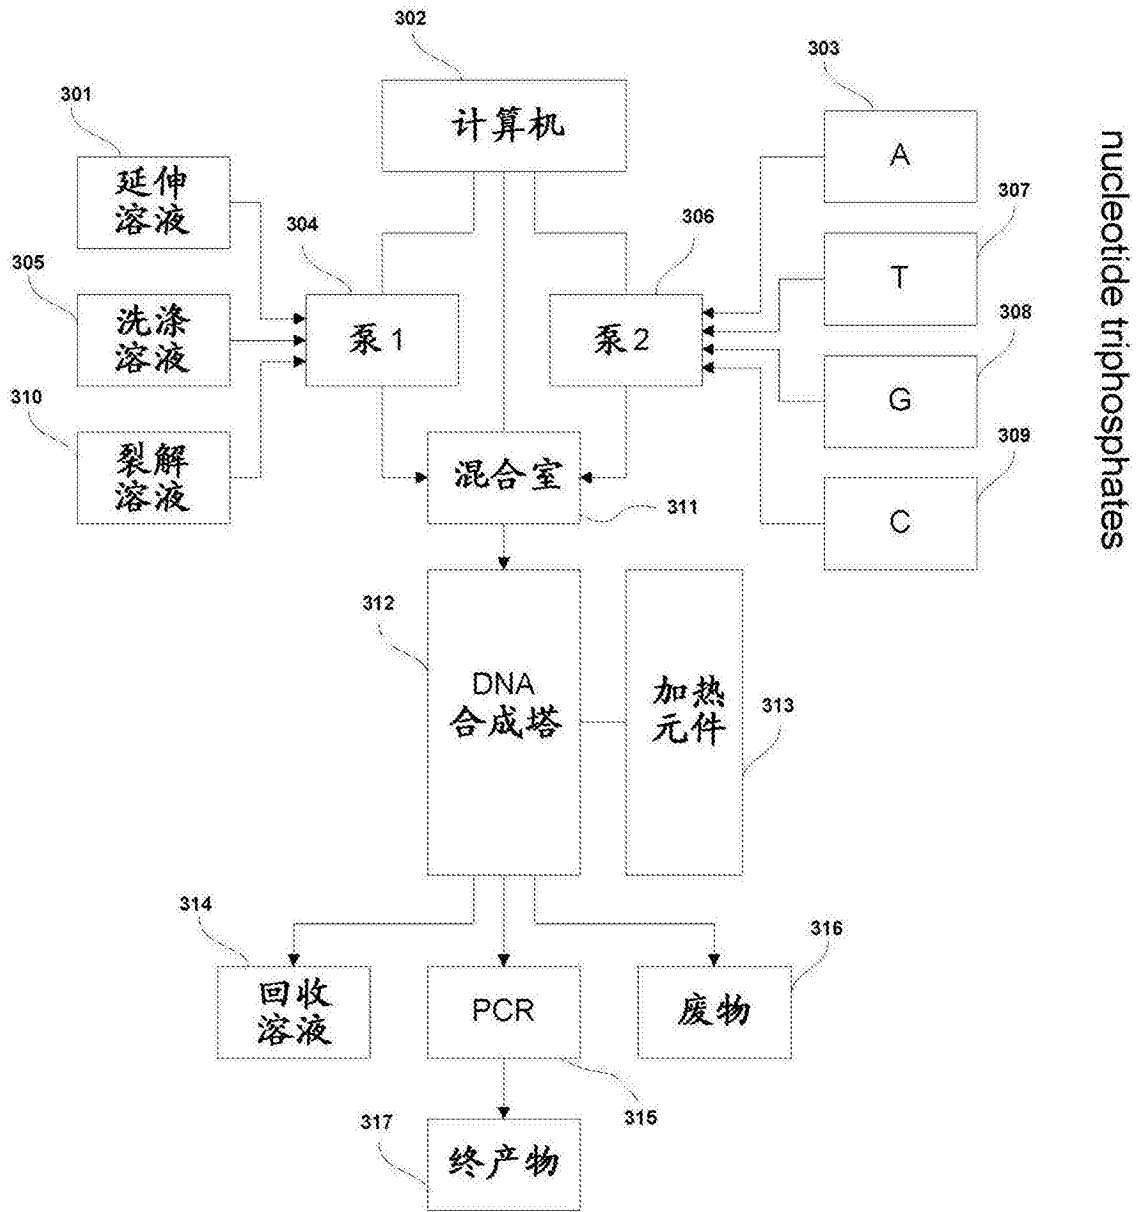 302
计算机
303
A
301
延伸
溶液
304
306
307
T
305
洗涤
溶液
泵1
泵2
308
G
310
裂解
溶液
混合室
311
309
C
nucleotide triphosphates
312
DNA
合成塔
加热
元件
313
314
回收
溶液
PCR
315
废物
316
317
终产物